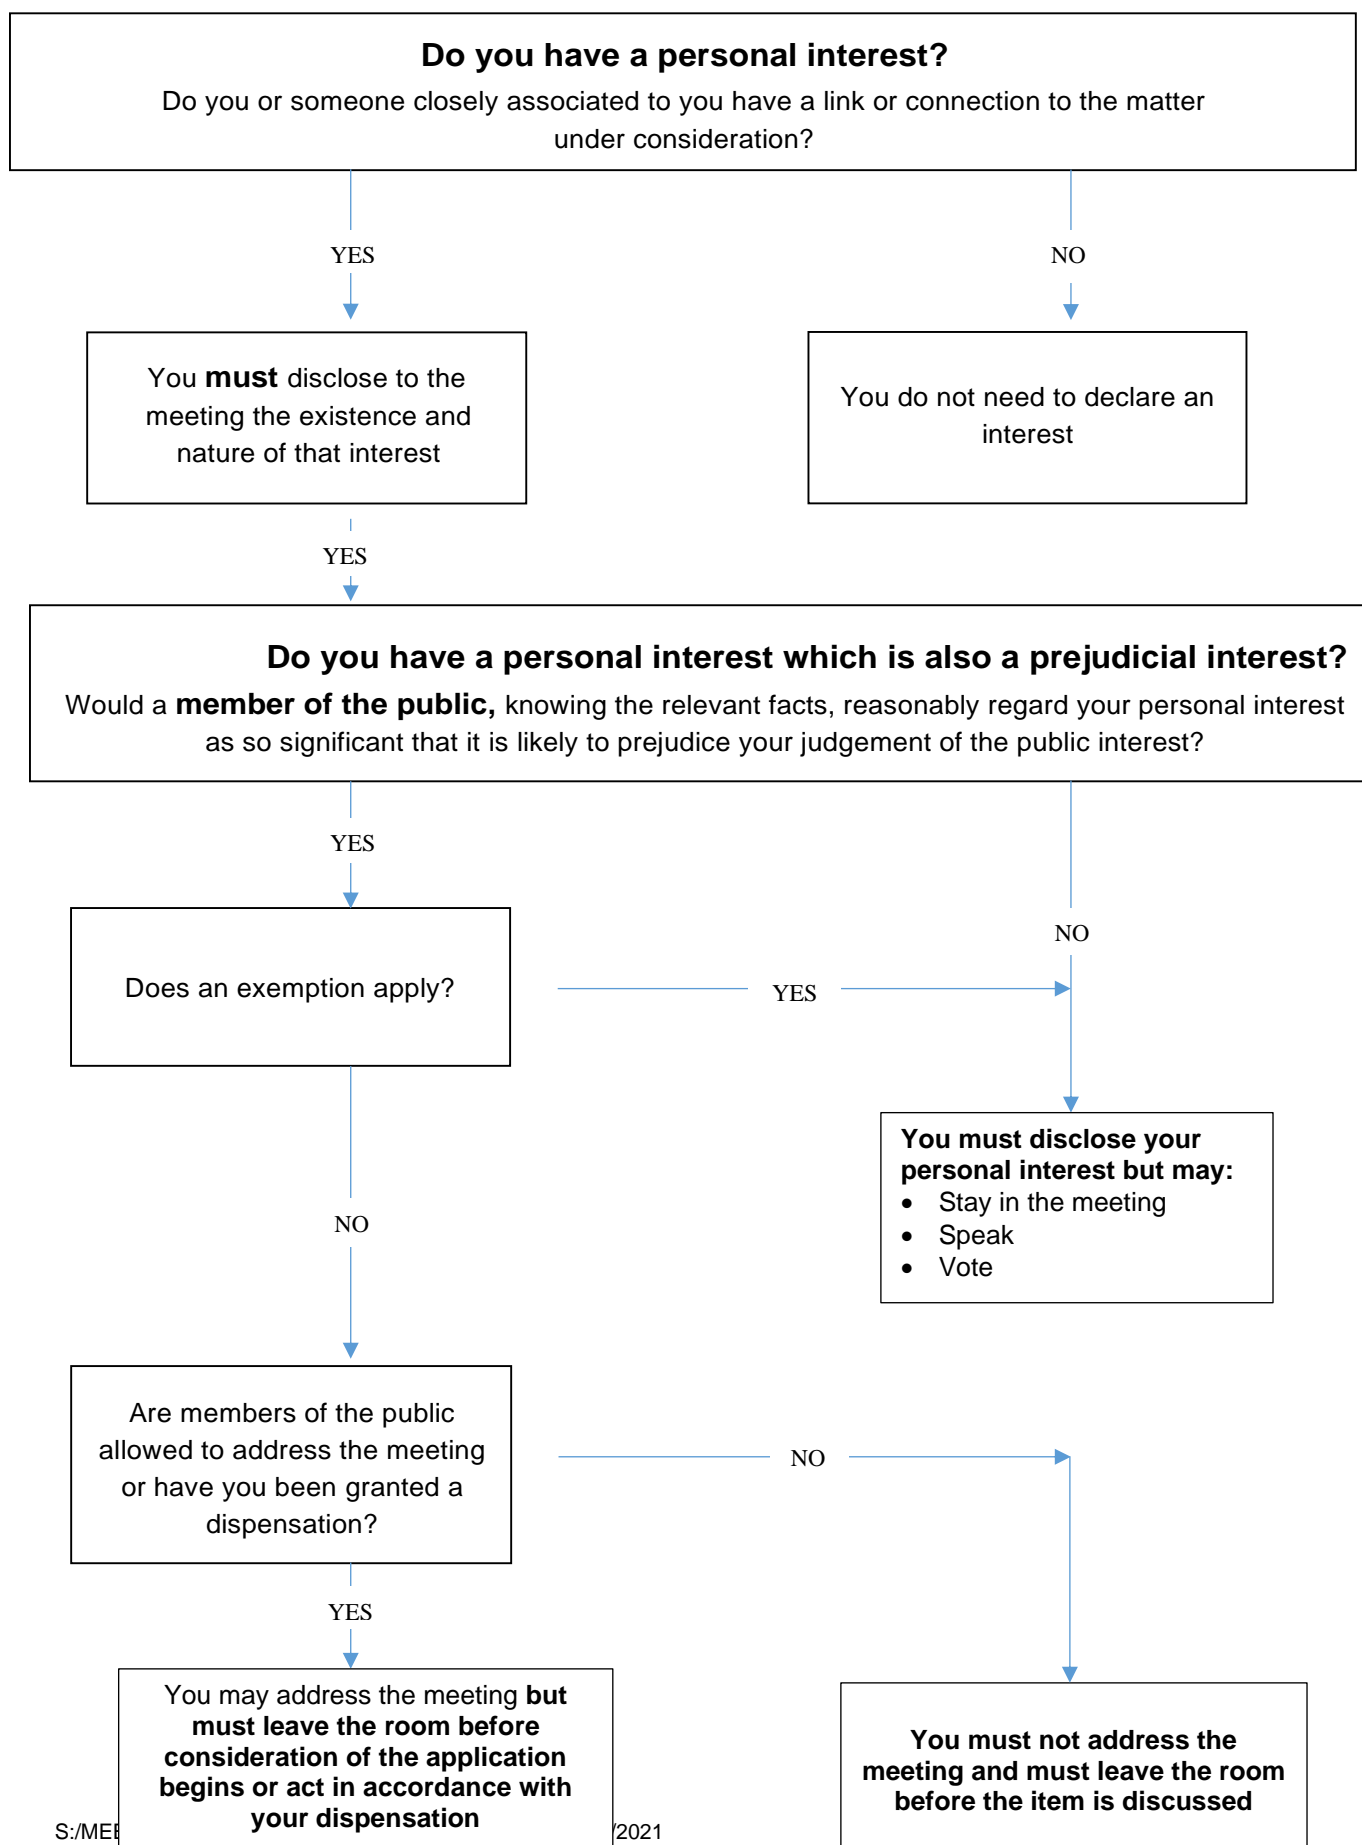 Do you have a personal interest?
Do you or someone closely associated to you have a link or connection to the matter
under consideration?
YES
NO
You must disclose to the
meeting the existence and
nature of that interest
You do not need to declare an
interest
YES
Do you have a personal interest which is also a prejudicial interest?
Would a member of the public, knowing the relevant facts, reasonably regard your personal interest
as so significant that it is likely to prejudice your judgement of the public interest?
YES
NO
Does an exemption apply?
YES
You must disclose your
personal interest but may:
• Stay in the meeting
• Speak
• Vote
NO
Are members of the public
allowed to address the meeting
or have you been granted a
dispensation?
NO
YES
You may address the meeting but
must leave the room before
consideration of the application
begins or act in accordance with
your dispensation
You must not address the
meeting and must leave the room
before the item is discussed
S:/MEE /2021